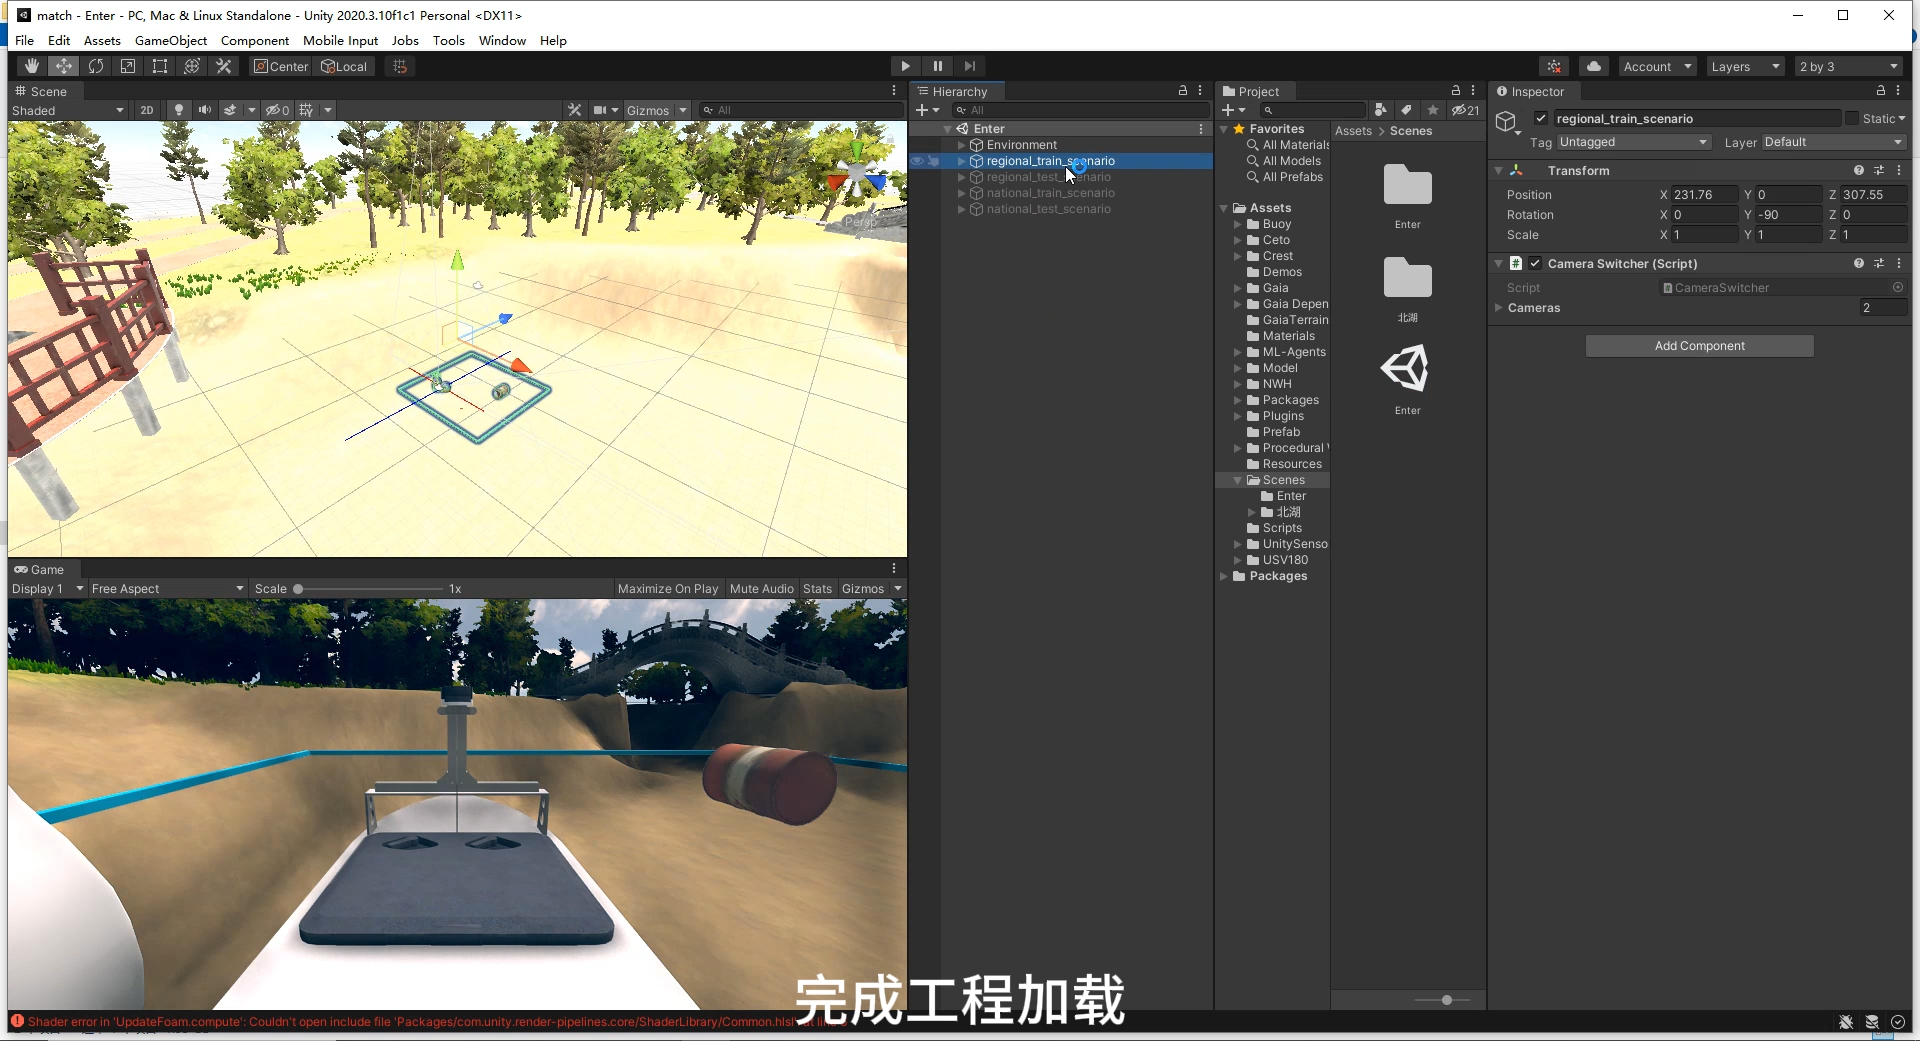 match - Enter - PC, Mac & Linux Standalone - Unity 2020.3.10f1c1 Personal <DX11>
File Edit Assets GameObject Component Mobile Input Jobs Tools Window Help
Center Local
Account Layers 2 by 3
Scene
Shaded 2D 0 Gizmos All
Persp
Game
Display 1 Free Aspect Scale 1x Maximize On Play Mute Audio Stats Gizmos
Hierarchy
All
Enter
Environment
regional_train_scenario
regional_test_scenario
national_train_scenario
national_test_scenario
Project
21
Favorites
All Materials
All Models
All Prefabs
Assets
Buoy
Ceto
Crest
Demos
Gaia
Gaia Depen
GaiaTerrain
Materials
ML-Agents
Model
NWH
Packages
Plugins
Prefab
Procedural
Resources
Scenes
Enter
北湖
Scripts
UnitySenso
USV180
Packages
Assets > Scenes
Enter
北湖
Enter
Inspector
regional_train_scenario Static
Tag Untagged Layer Default
Transform
Position X 231.76 Y 0 Z 307.55
Rotation X 0 Y -90 Z 0
Scale X 1 Y 1 Z 1
Camera Switcher (Script)
Script CameraSwitcher
Cameras 2
Add Component
完成工程加载
Shader error in 'UpdateFoam.compute': Couldn't open include file 'Packages/com.unity.render-pipelines.core/ShaderLibrary/Common.hlsl' at line